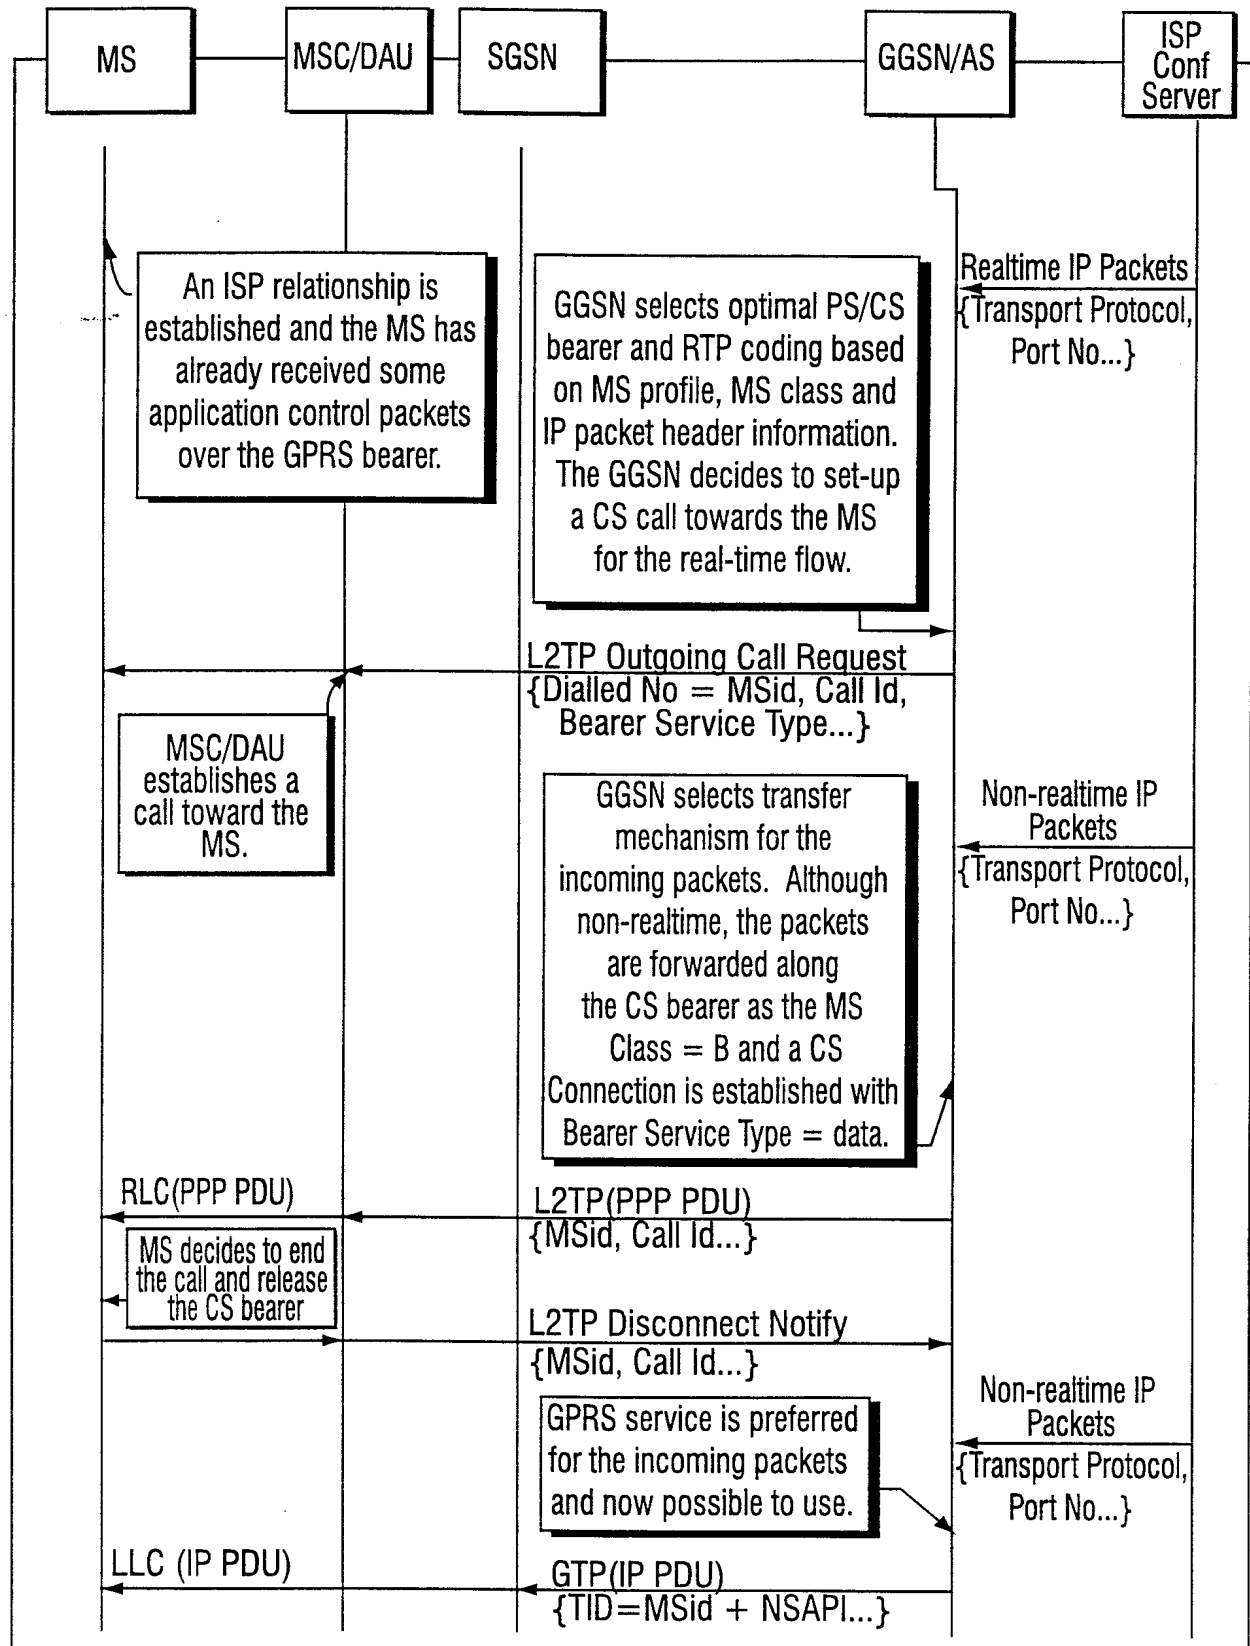 MS
MSC/DAU
SGSN
GGSN/AS
ISP
Conf
Server
An ISP relationship is
established and the MS has
already received some
application control packets
over the GPRS bearer.
GGSN selects optimal PS/CS
bearer and RTP coding based
on MS profile, MS class and
IP packet header information.
The GGSN decides to set-up
a CS call towards the MS
for the real-time flow.
Realtime IP Packets
{Transport Protocol,
Port No...}
L2TP Outgoing Call Request
{Dialled No = MSid, Call Id,
Bearer Service Type...}
MSC/DAU
establishes a
call toward the
MS.
GGSN selects transfer
mechanism for the
incoming packets. Although
non-realtime, the packets
are forwarded along
the CS bearer as the MS
Class = B and a CS
Connection is established with
Bearer Service Type = data.
Non-realtime IP
Packets
{Transport Protocol,
Port No...}
RLC(PPP PDU)
L2TP(PPP PDU)
{MSid, Call Id...}
MS decides to end
the call and release
the CS bearer
L2TP Disconnect Notify
{MSid, Call Id...}
GPRS service is preferred
for the incoming packets
and now possible to use.
Non-realtime IP
Packets
{Transport Protocol,
Port No...}
LLC (IP PDU)
GTP(IP PDU)
{TID=MSid + NSAPI...}